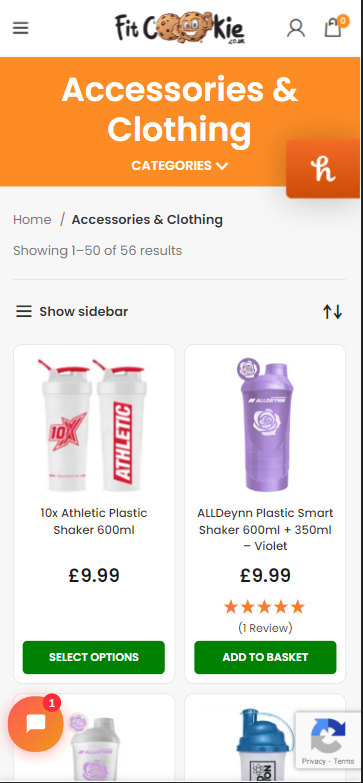 Fit Cookie
.co.uk
0
Accessories &
Clothing
CATEGORIES
h
Home / Accessories & Clothing
Showing 1–50 of 56 results
Show sidebar
10X
ATHLETIC
ALLDEYNN
10x Athletic Plastic
Shaker 600ml
ALLDeynn Plastic Smart
Shaker 600ml + 350ml
– Violet
£9.99
£9.99
(1 Review)
SELECT OPTIONS
ADD TO BASKET
1
Privacy - Terms